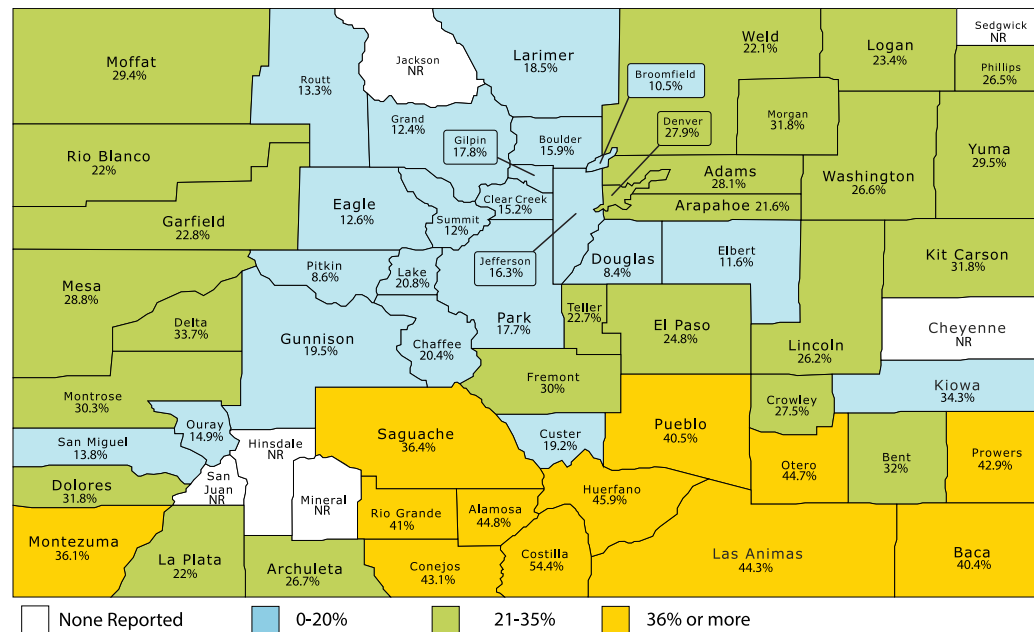 Moffat
29.4%
Routt
13.3%
Jackson
NR
Larimer
18.5%
Weld
22.1%
Logan
23.4%
Sedgwick
NR
Phillips
26.5%
Broomfield
10.5%
Grand
12.4%
Gilpin
17.8%
Boulder
15.9%
Denver
27.9%
Morgan
31.8%
Rio Blanco
22%
Yuma
29.5%
Adams
28.1%
Washington
26.6%
Eagle
12.6%
Clear Creek
15.2%
Arapahoe 21.6%
Garfield
22.8%
Summit
12%
Pitkin
8.6%
Lake
20.8%
Jefferson
16.3%
Douglas
8.4%
Elbert
11.6%
Kit Carson
31.8%
Mesa
28.8%
Delta
33.7%
Gunnison
19.5%
Chaffee
20.4%
Park
17.7%
Teller
22.7%
El Paso
24.8%
Lincoln
26.2%
Cheyenne
NR
Montrose
30.3%
Fremont
30%
Crowley
27.5%
Kiowa
34.3%
Ouray
14.9%
San Miguel
13.8%
Hinsdale
NR
Saguache
36.4%
Custer
19.2%
Pueblo
40.5%
Otero
44.7%
Bent
32%
Prowers
42.9%
Dolores
31.8%
San
Juan
NR
Mineral
NR
Rio Grande
41%
Alamosa
44.8%
Huerfano
45.9%
Montezuma
36.1%
La Plata
22%
Archuleta
26.7%
Conejos
43.1%
Costilla
54.4%
Las Animas
44.3%
Baca
40.4%
None Reported
0-20%
21-35%
36% or more